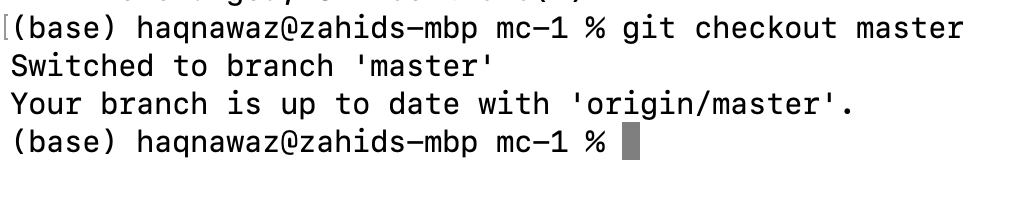 (base) haqnawaz@zahids-mbp mc-1 % git checkout master
Switched to branch 'master'
Your branch is up to date with 'origin/master'.
(base) haqnawaz@zahids-mbp mc-1 %